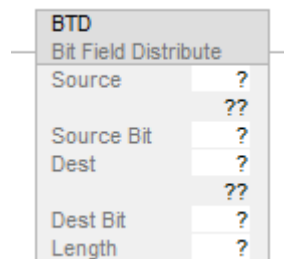 BTD
Bit Field Distribute
Source ?
??
Source Bit ?
Dest ?
??
Dest Bit ?
Length ?